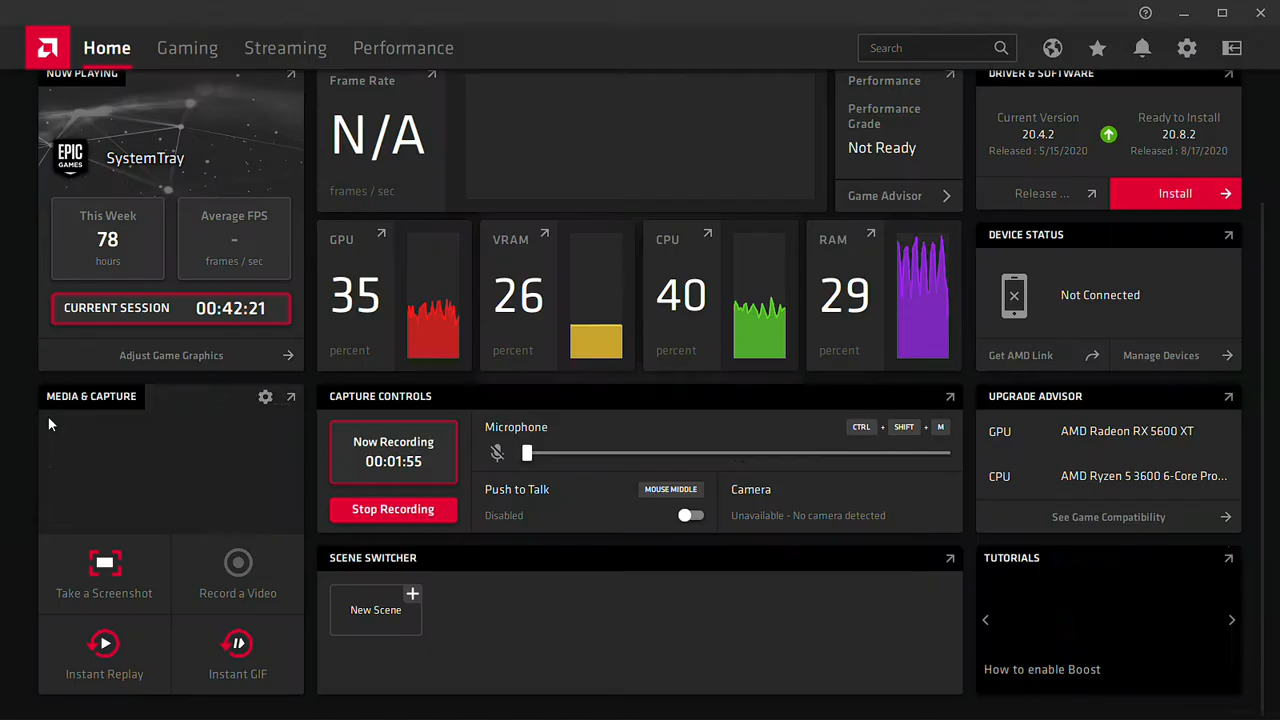 Home
Gaming
Streaming
Performance
Search
NOW PLAYING
EPIC
GAMES
SystemTray
This Week
78
hours
Average FPS
-
frames / sec
CURRENT SESSION 00:42:21
Adjust Game Graphics
Frame Rate
N/A
frames / sec
Performance
Performance
Grade
Not Ready
Game Advisor
DRIVER & SOFTWARE
Current Version
20.4.2
Released : 5/15/2020
Ready to Install
20.8.2
Released : 8/17/2020
Release ...
Install
GPU
35
percent
VRAM
26
percent
CPU
40
percent
RAM
29
percent
DEVICE STATUS
Not Connected
Get AMD Link
Manage Devices
MEDIA & CAPTURE
Take a Screenshot
Record a Video
Instant Replay
Instant GIF
CAPTURE CONTROLS
Now Recording
00:01:55
Stop Recording
Microphone
CTRL + SHIFT + M
Push to Talk
MOUSE MIDDLE
Disabled
Camera
Unavailable - No camera detected
SCENE SWITCHER
New Scene
UPGRADE ADVISOR
GPU AMD Radeon RX 5600 XT
CPU AMD Ryzen 5 3600 6-Core Pro...
See Game Compatibility
TUTORIALS
How to enable Boost